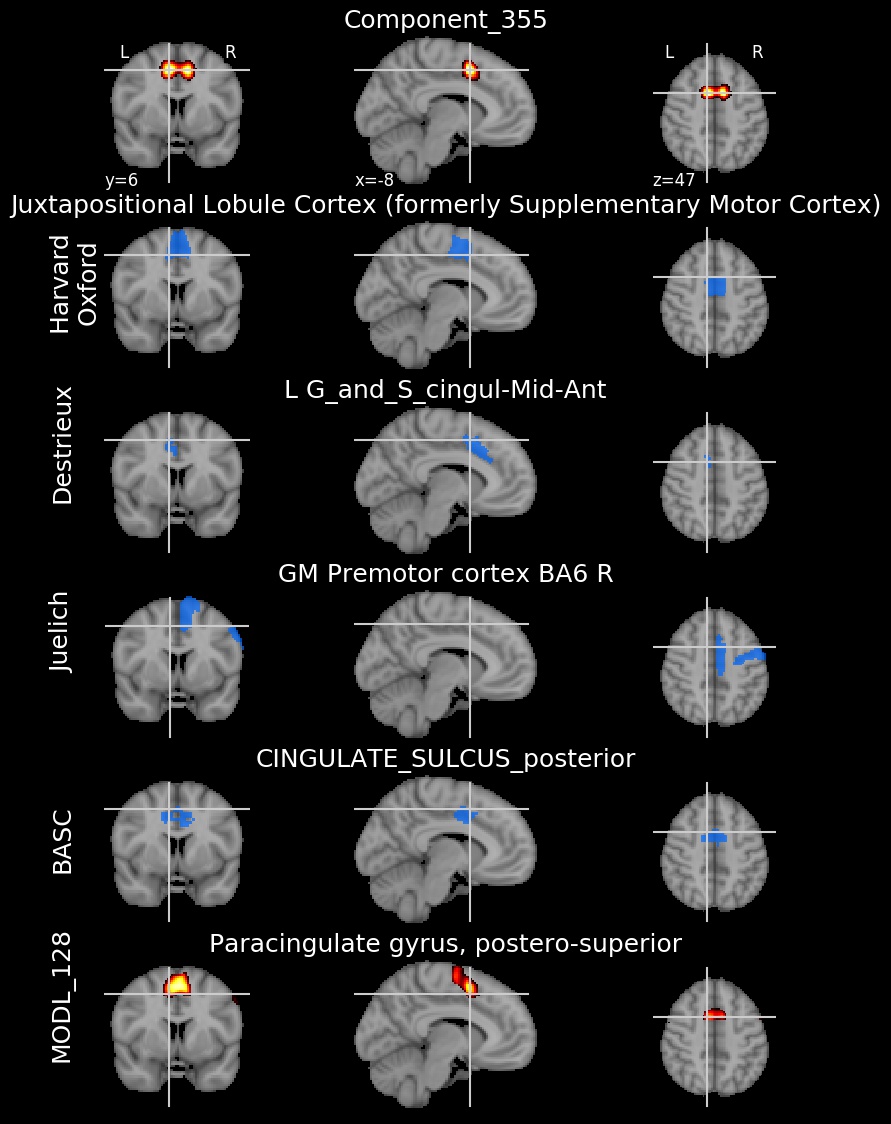 Component_355
L R L R
y=6 x=-8 z=47
Juxtapositional Lobule Cortex (formerly Supplementary Motor Cortex)
Harvard
Oxford
L G_and_S_cingul-Mid-Ant
Destrieux
GM Premotor cortex BA6 R
Juelich
CINGULATE_SULCUS_posterior
BASC
Paracingulate gyrus, postero-superior
MODL_128